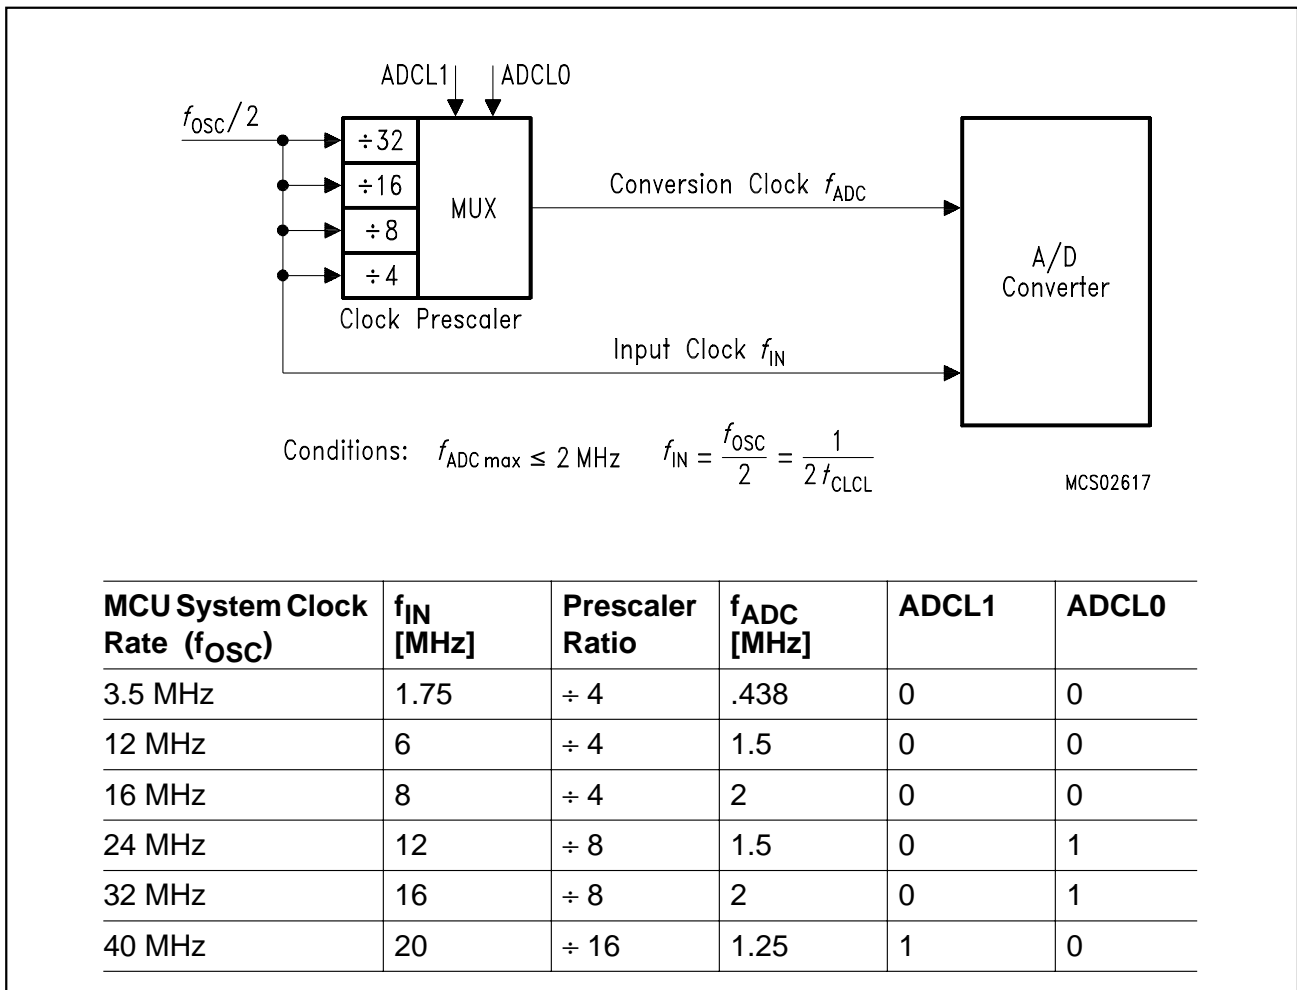 ADCL1 ADCL0
fOSC/2
÷32
÷16
÷8
÷4
MUX
Clock Prescaler
Conversion Clock fADC
Input Clock fIN
A/D
Converter
Conditions: fADC max ≤ 2 MHz fIN = fOSC/2 = 1/2 tCLCL
MCS02617
MCU System Clock Rate (fOSC) | fIN [MHz] | Prescaler Ratio | fADC [MHz] | ADCL1 | ADCL0
3.5 MHz | 1.75 | ÷ 4 | .438 | 0 | 0
12 MHz | 6 | ÷ 4 | 1.5 | 0 | 0
16 MHz | 8 | ÷ 4 | 2 | 0 | 0
24 MHz | 12 | ÷ 8 | 1.5 | 0 | 1
32 MHz | 16 | ÷ 8 | 2 | 0 | 1
40 MHz | 20 | ÷ 16 | 1.25 | 1 | 0